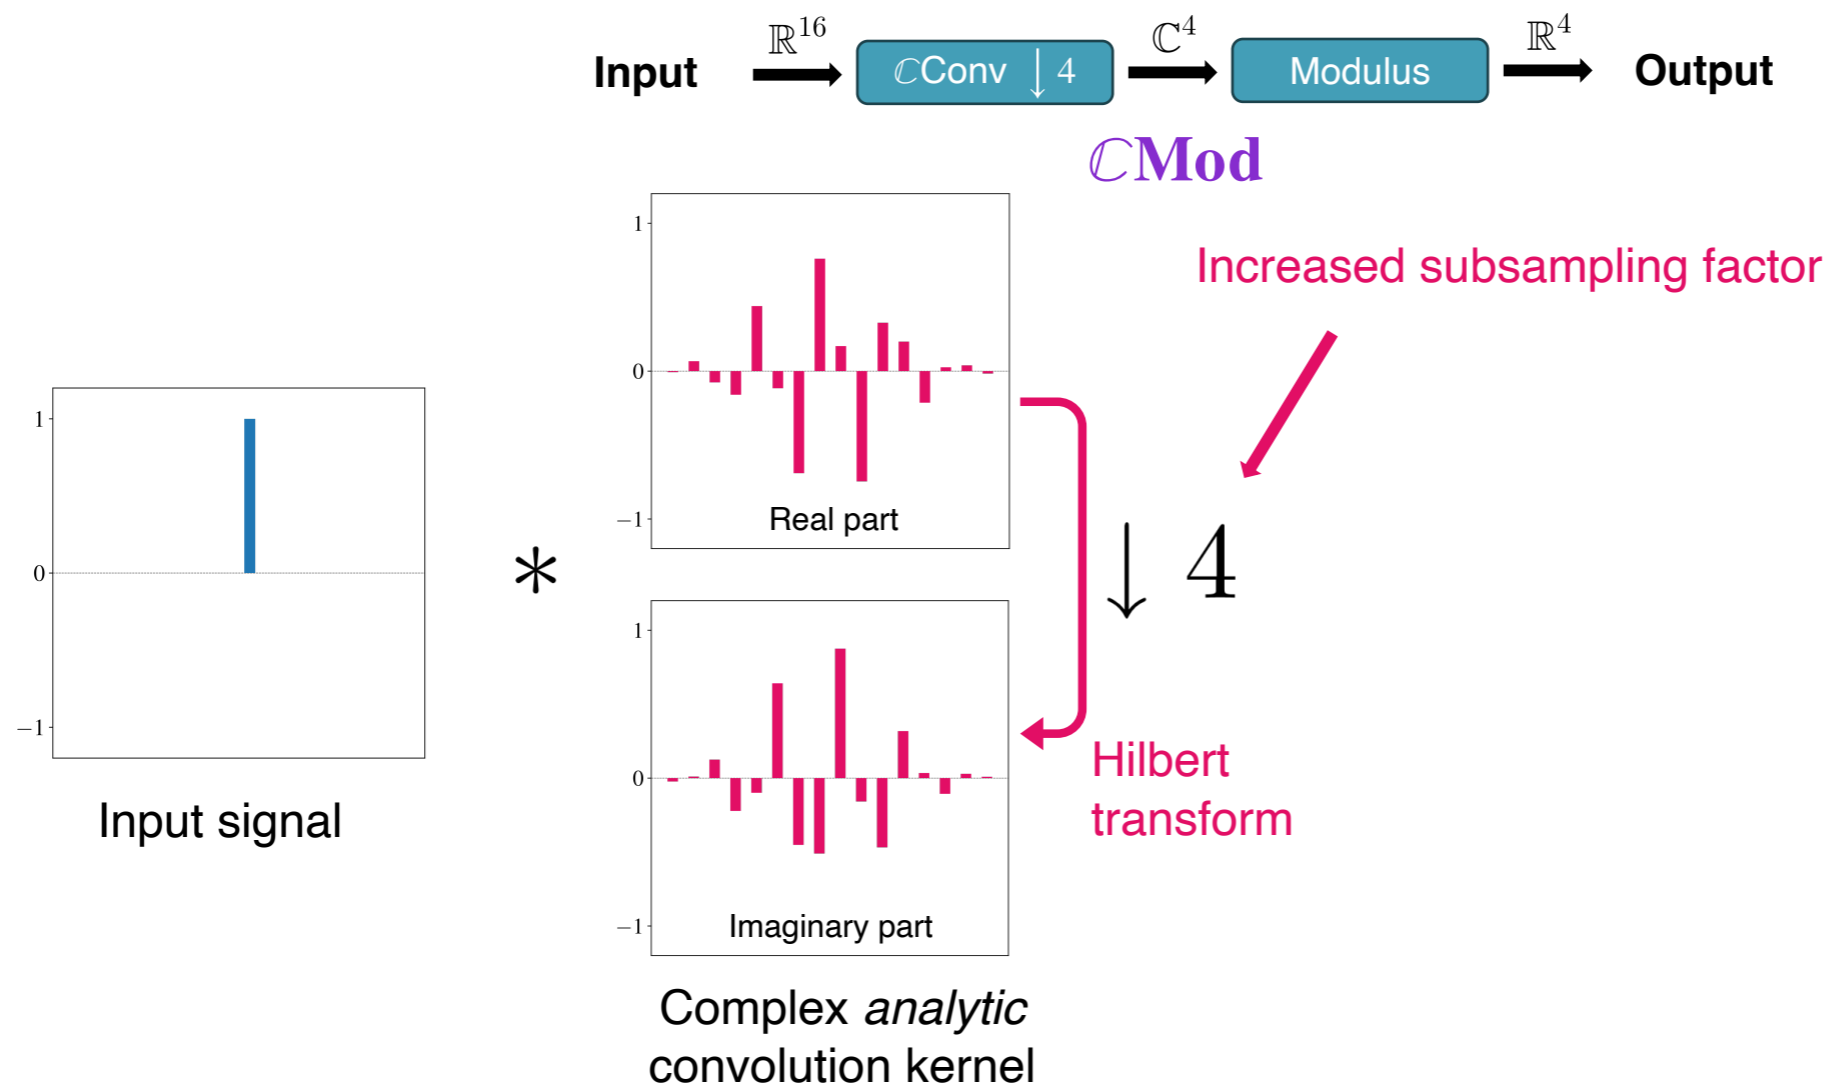 Input ℝ¹⁶ ℂConv ↓ 4 ℂ⁴ Modulus ℝ⁴ Output
ℂMod
Increased subsampling factor
1
0
−1
Input signal
*
1
0
−1
Real part
1
0
−1
Imaginary part
Complex analytic
convolution kernel
↓ 4
Hilbert
transform